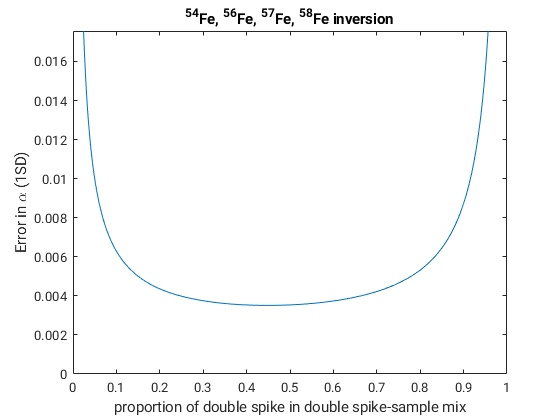 ⁵⁴Fe, ⁵⁶Fe, ⁵⁷Fe, ⁵⁸Fe inversion
Error in α (1SD)
0.016
0.014
0.012
0.01
0.008
0.006
0.004
0.002
0
0 0.1 0.2 0.3 0.4 0.5 0.6 0.7 0.8 0.9 1
proportion of double spike in double spike-sample mix